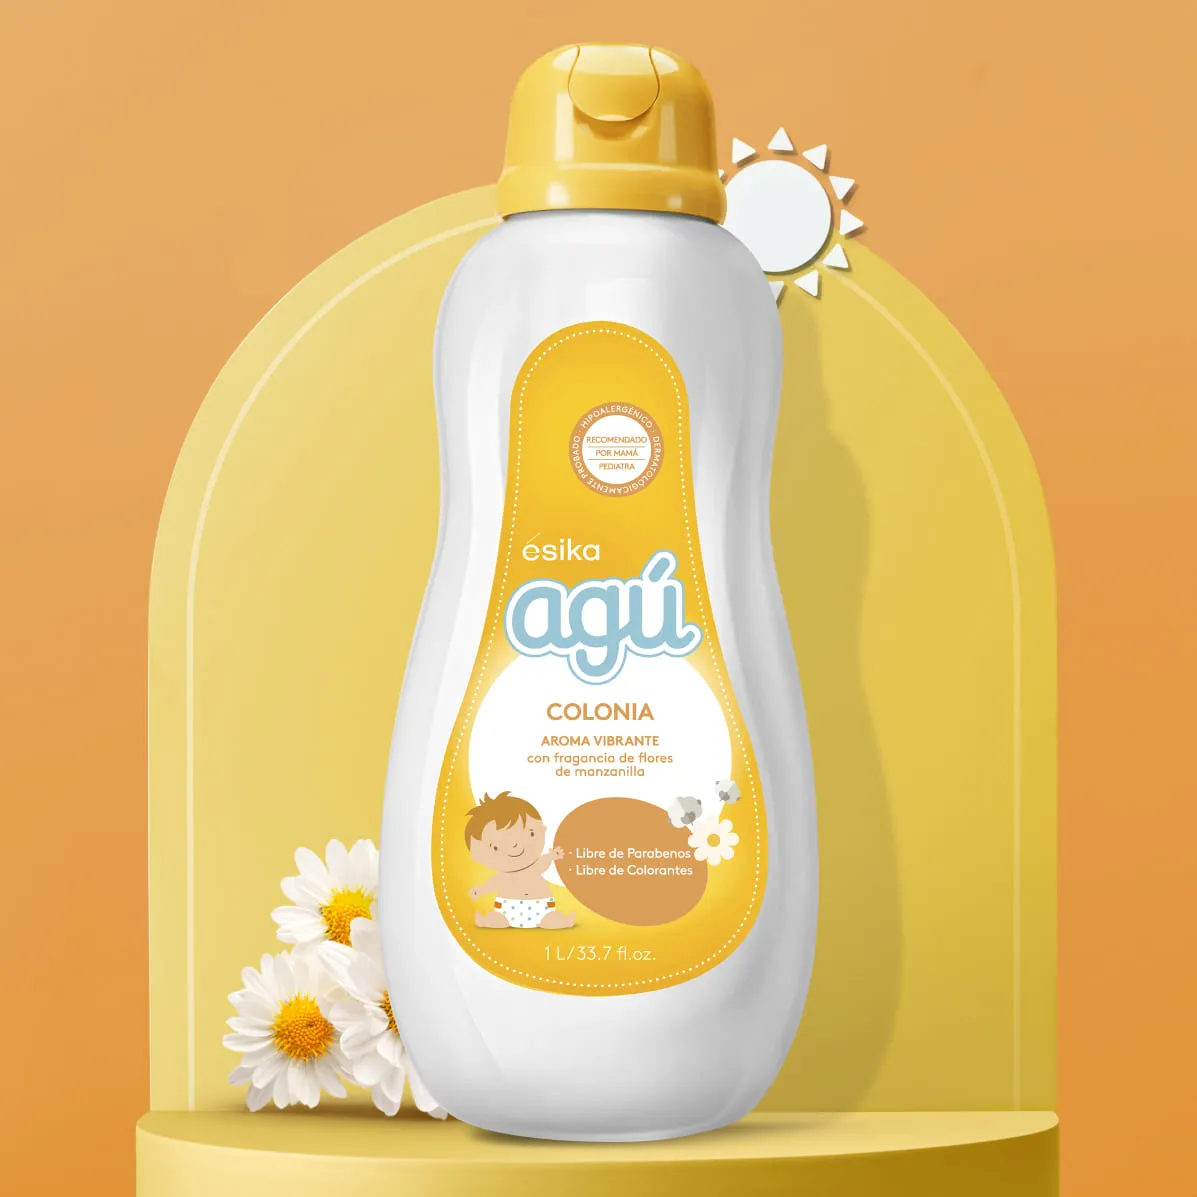 HIPOALERGÉNICO · DERMATOLÓGICAMENTE PROBADO ·
RECOMENDADO
POR MAMÁ
PEDIATRA
ésika
agú
COLONIA
AROMA VIBRANTE
con fragancia de flores
de manzanilla
· Libre de Parabenos
· Libre de Colorantes
1 L/33.7 fl.oz.